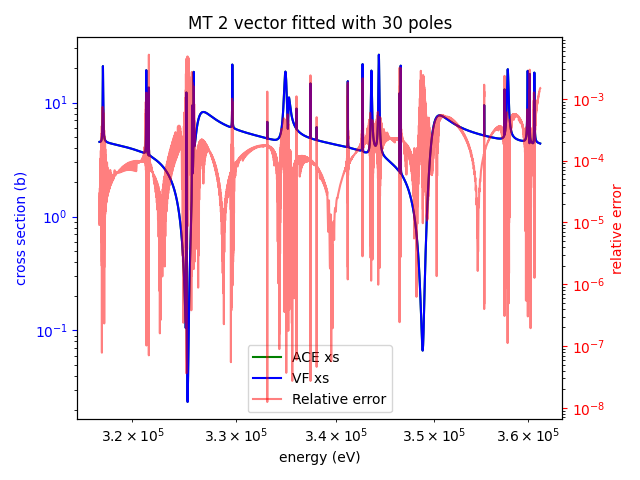 MT 2 vector fitted with 30 poles
cross section (b)
10¹
10⁰
10⁻¹
10⁻³
10⁻⁴
10⁻⁵
10⁻⁶
10⁻⁷
10⁻⁸
relative error
ACE xs
VF xs
Relative error
3.2 × 10⁵ 3.3 × 10⁵ 3.4 × 10⁵ 3.5 × 10⁵ 3.6 × 10⁵
energy (eV)